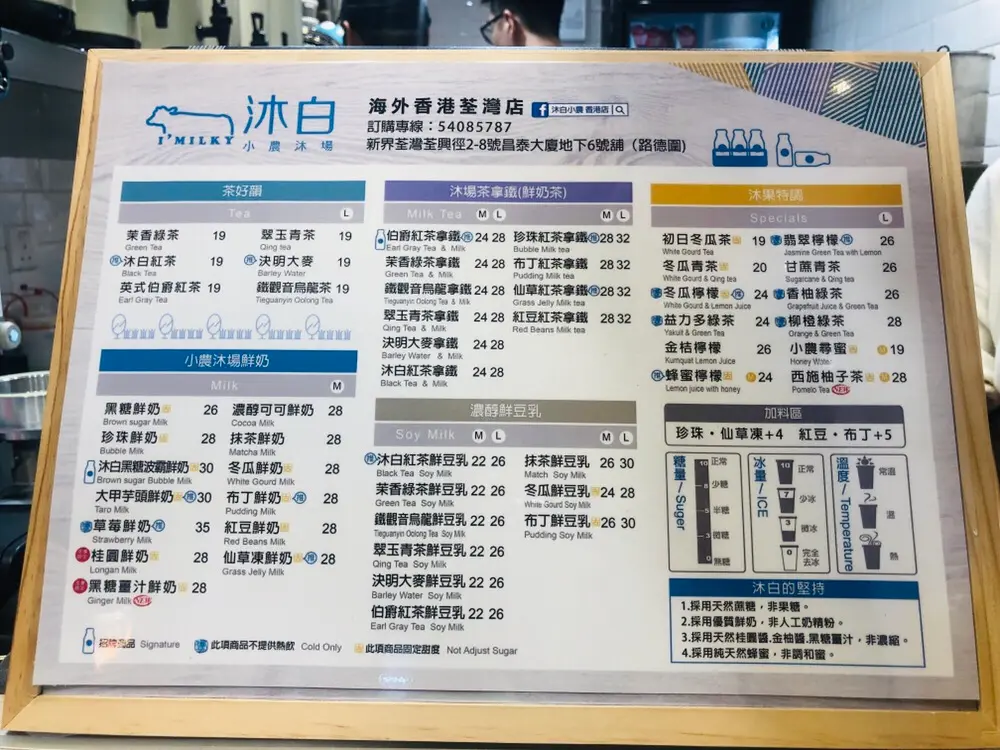 沐白
I'MILKY 小農沐場
海外香港荃灣店 f 沐白小農 香港店
訂購專線：54085787
新界荃灣荃興徑2-8號昌泰大廈地下6號舖（路德圍)
茶好韻
Tea L
茉香綠茶 19
Green Tea
沐白紅茶 19
Black Tea
英式伯爵紅茶 19
Earl Gray Tea
翠玉青茶 19
Qing tea
推 決明大麥 19
Barley Water
鐵觀音烏龍茶 19
Tieguanyin Oolong Tea
小農沐場鮮奶
Milk M
黑糖鮮奶 26
Brown sugar Milk
珍珠鮮奶 28
Bubble Milk
沐白黑糖波霸鮮奶 30
Brown sugar Bubble Milk
大甲芋頭鮮奶 推 30
Taro Milk
草莓鮮奶 推 35
Strawberry Milk
桂圓鮮奶 28
Longan Milk
黑糖薑汁鮮奶 28
Ginger Milk NEW
濃醇可可鮮奶 28
Cocoa Milk
抹茶鮮奶 28
Matcha Milk
冬瓜鮮奶 28
White Gourd Milk
布丁鮮奶 推 28
Pudding Milk
紅豆鮮奶 28
Red Beans Milk
仙草凍鮮奶 推 28
Grass Jelly Milk
招牌商品 Signature
此項商品不提供熱飲 Cold Only
此項商品固定甜度 Not Adjust Sugar
沐場茶拿鐵(鮮奶茶)
Milk Tea M L M L
伯爵紅茶拿鐵 推 24 28
Earl Gray Tea & Milk
茉香綠茶拿鐵 24 28
Green Tea & Milk
鐵觀音烏龍拿鐵 24 28
Tieguanyin Oolong Tea & Milk
翠玉青茶拿鐵 24 28
Qing Tea & Milk
決明大麥拿鐵 24 28
Barley Water & Milk
沐白紅茶拿鐵 24 28
Black Tea & Milk
珍珠紅茶拿鐵 推 28 32
Bubble Milk tea
布丁紅茶拿鐵 28 32
Pudding Milk tea
仙草紅茶拿鐵 推 28 32
Grass Jelly Milk tea
紅豆紅茶拿鐵 28 32
Red Beans Milk tea
濃醇鮮豆乳
Soy Milk M L M L
推 沐白紅茶鮮豆乳 22 26
Black Tea Soy Milk
茉香綠茶鮮豆乳 22 26
Green Tea Soy Milk
鐵觀音烏龍鮮豆乳 22 26
Tieguanyin Oolong Tea Soy Milk
翠玉青茶鮮豆乳 22 26
Qing Tea Soy Milk
決明大麥鮮豆乳 22 26
Barley Water Soy Milk
伯爵紅茶鮮豆乳 22 26
Earl Gray Tea Soy Milk
抹茶鮮豆乳 26 30
Match Soy Milk
冬瓜鮮豆乳 24 28
White Gourd Soy Milk
布丁鮮豆乳 26 30
Pudding Soy Milk
沐果特調
Specials L
初日冬瓜茶 19
White Gourd Tea
冬瓜青茶 20
White Gourd & Qing tea
冬瓜檸檬 推 24
White Gourd & Lemon Juice
益力多綠茶 24
Yakult & Green Tea
金桔檸檬 26
Kumquat Lemon Juice
推 蜂蜜檸檬 M 24
Lemon juice with honey
翡翠檸檬 推 26
Jasmine Green Tea with Lemon
甘蔗青茶 26
Sugarcane & Qing tea
香柚綠茶 26
Grapefruit Juice & Green Tea
柳橙綠茶 28
Orange & Green Tea
小農尋蜜 M 19
Honey Water
西施柚子茶 M 28
Pomelo Tea NEW
加料區
珍珠・仙草凍+4 紅豆・布丁+5
糖量/Suger
10 正常
8 少糖
5 半糖
3 微糖
0 無糖
冰量/ICE
10 正常
7 少冰
3 微冰
0 完全去冰
溫度/Temperature
常溫
溫
熱
沐白的堅持
1.採用天然蔗糖，非果糖。
2.採用優質鮮奶，非人工奶精粉。
3.採用天然桂圓醬.金柚醬.黑糖薑汁，非濃縮。
4.採用純天然蜂蜜，非調和蜜。